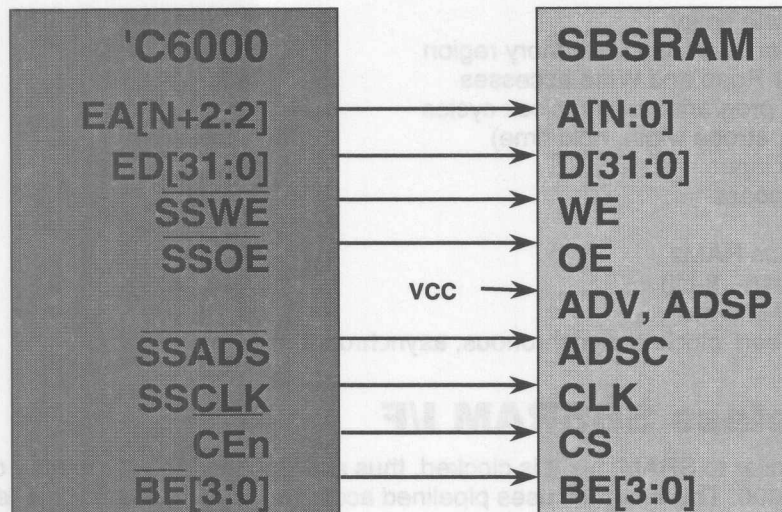 'C6000
SBSRAM
EA[N+2:2]
A[N:0]
ED[31:0]
D[31:0]
SSWE
WE
SSOE
OE
vcc
ADV, ADSP
SSADS
ADSC
SSCLK
CLK
CEn
CS
BE[3:0]
BE[3:0]